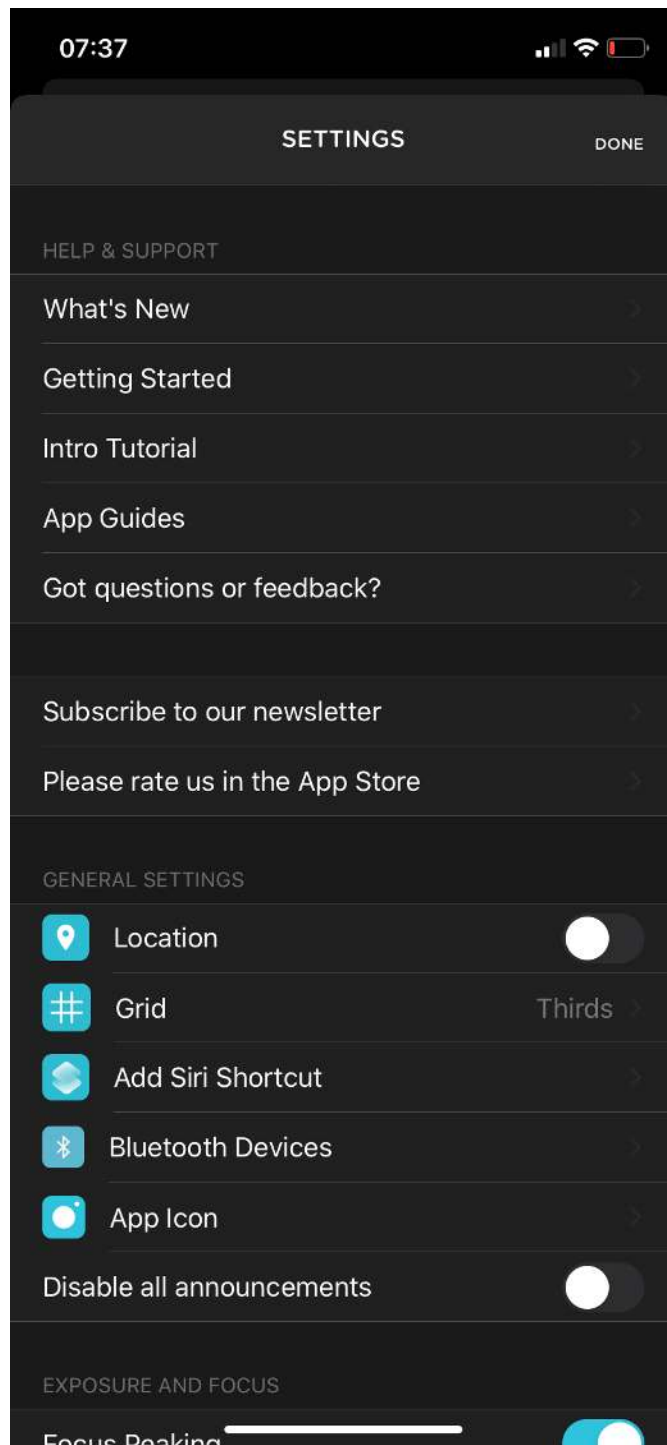 07:37
SETTINGS
DONE
HELP & SUPPORT
What's New
Getting Started
Intro Tutorial
App Guides
Got questions or feedback?
Subscribe to our newsletter
Please rate us in the App Store
GENERAL SETTINGS
Location
Grid Thirds
Add Siri Shortcut
Bluetooth Devices
App Icon
Disable all announcements
EXPOSURE AND FOCUS
Focus Peaking